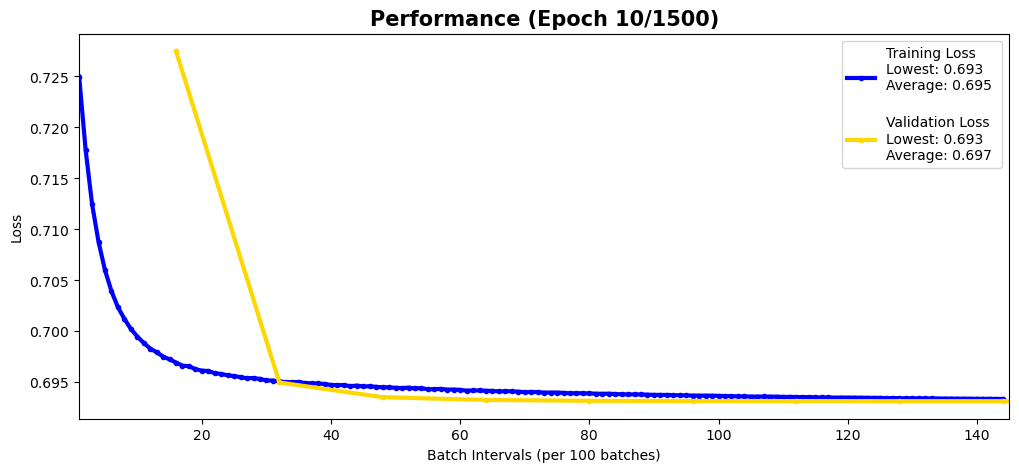 Performance (Epoch 10/1500)
Training Loss
Lowest: 0.693
Average: 0.695
Validation Loss
Lowest: 0.693
Average: 0.697
Loss
0.725
0.720
0.715
0.710
0.705
0.700
0.695
20 40 60 80 100 120 140
Batch Intervals (per 100 batches)